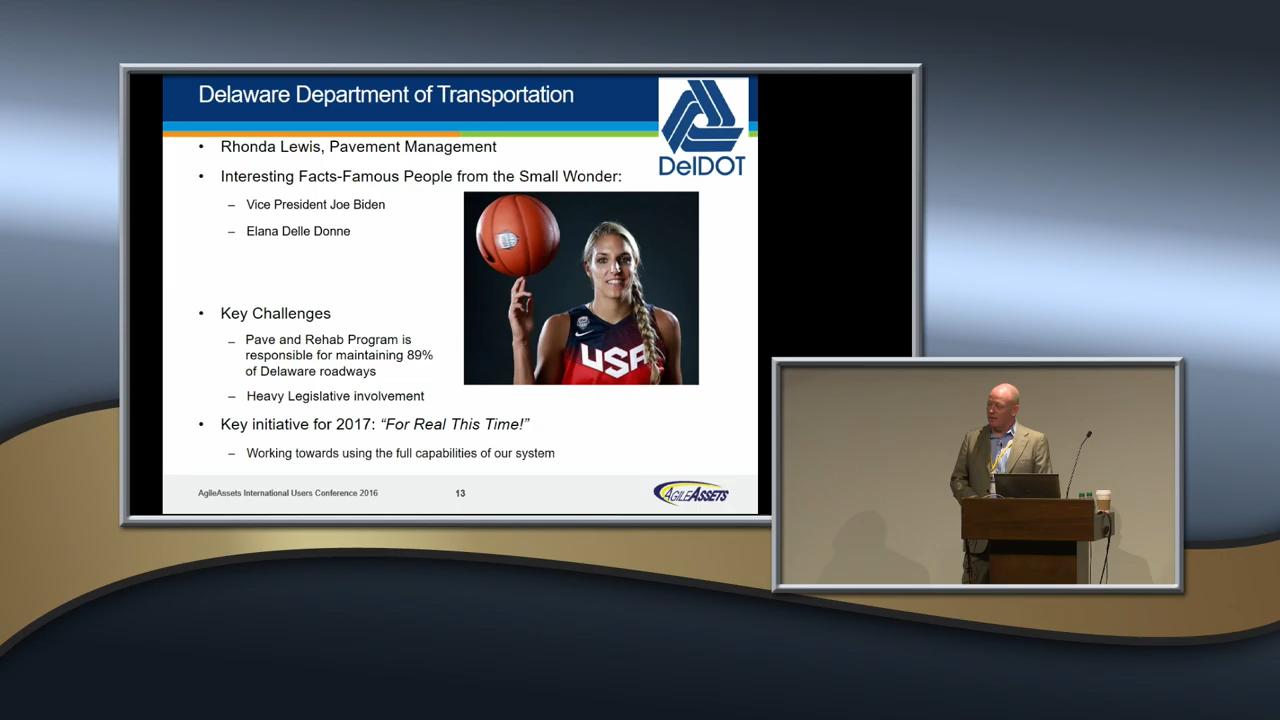 Delaware Department of Transportation
DelDOT
• Rhonda Lewis, Pavement Management
• Interesting Facts-Famous People from the Small Wonder:
– Vice President Joe Biden
– Elana Delle Donne
USA
• Key Challenges
– Pave and Rehab Program is
responsible for maintaining 89%
of Delaware roadways
– Heavy Legislative involvement
• Key initiative for 2017: “For Real This Time!”
– Working towards using the full capabilities of our system
AgileAssets International Users Conference 2016
13
AGILEASSETS